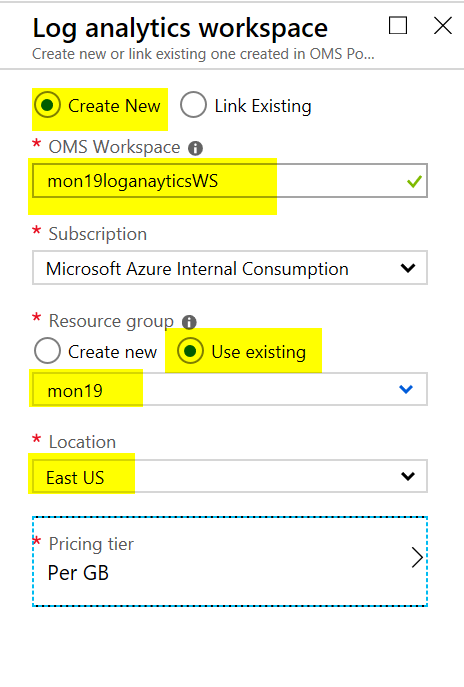 Log analytics workspace
Create new or link existing one created in OMS Po...
Create New Link Existing
* OMS Workspace
mon19loganayticsWS
* Subscription
Microsoft Azure Internal Consumption
* Resource group
Create new Use existing
mon19
* Location
East US
* Pricing tier
Per GB